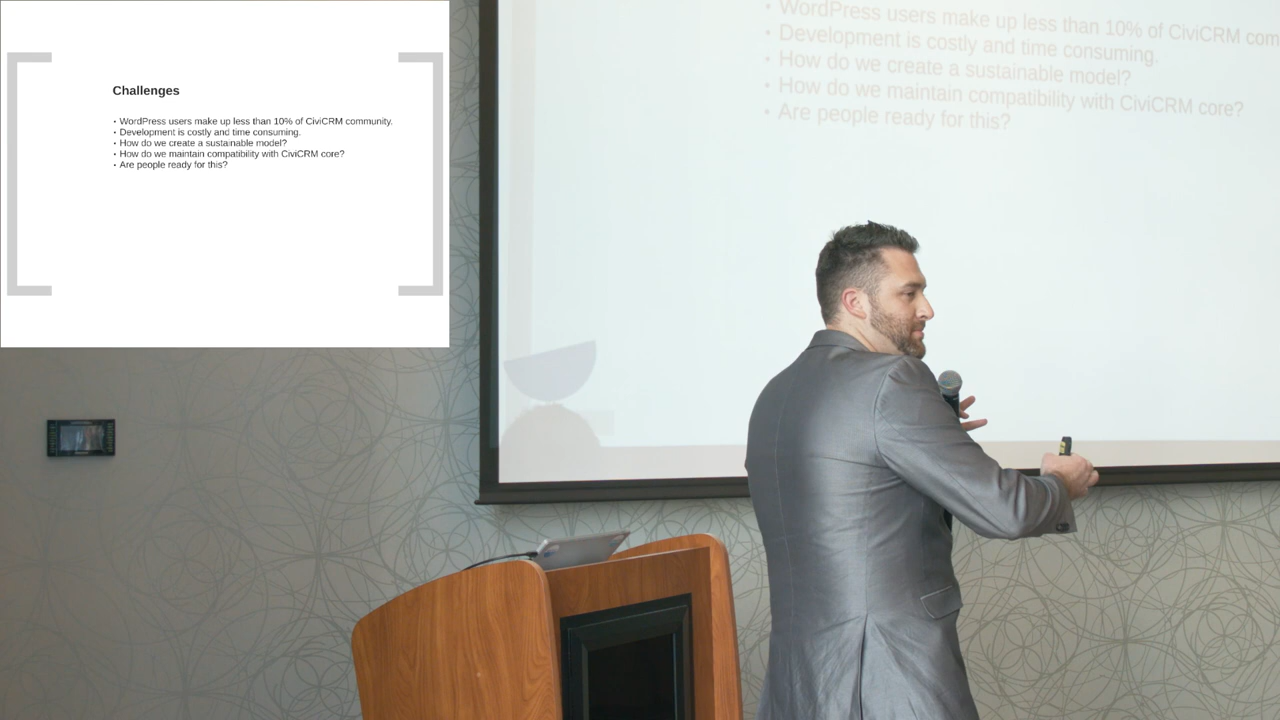 Challenges
• WordPress users make up less than 10% of CiviCRM community.
• Development is costly and time consuming.
• How do we create a sustainable model?
• How do we maintain compatibility with CiviCRM core?
• Are people ready for this?
• WordPress users make up less than 10% of CiviCRM com
• Development is costly and time consuming.
• How do we create a sustainable model?
• How do we maintain compatibility with CiviCRM core?
• Are people ready for this?